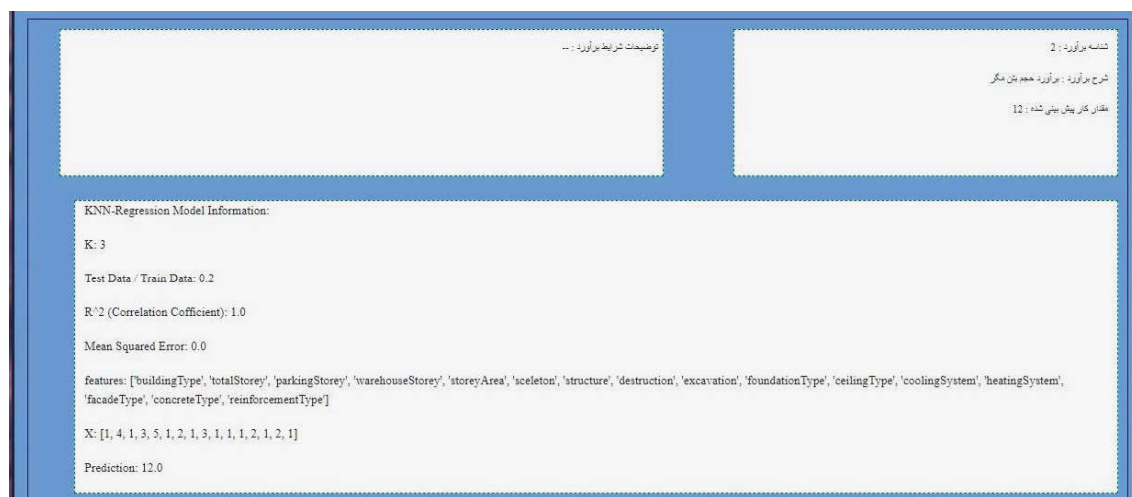 شناسه برآورد : 2
شرح برآورد : برآورد حجم بتن مگر
مقدار کار پیش بینی شده : 12
توضیحات شرایط برآورد : --
KNN-Regression Model Information:
K: 3
Test Data / Train Data: 0.2
R^2 (Correlation Cofficient): 1.0
Mean Squared Error: 0.0
features: ['buildingType', 'totalStorey', 'parkingStorey', 'warehouseStorey', 'storeyArea', 'sceleton', 'structure', 'destruction', 'excavation', 'foundationType', 'ceilingType', 'coolingSystem', 'heatingSystem',
'facadeType', 'concreteType', 'reinforcementType']
X: [1, 4, 1, 3, 5, 1, 2, 1, 3, 1, 1, 1, 2, 1, 2, 1]
Prediction: 12.0